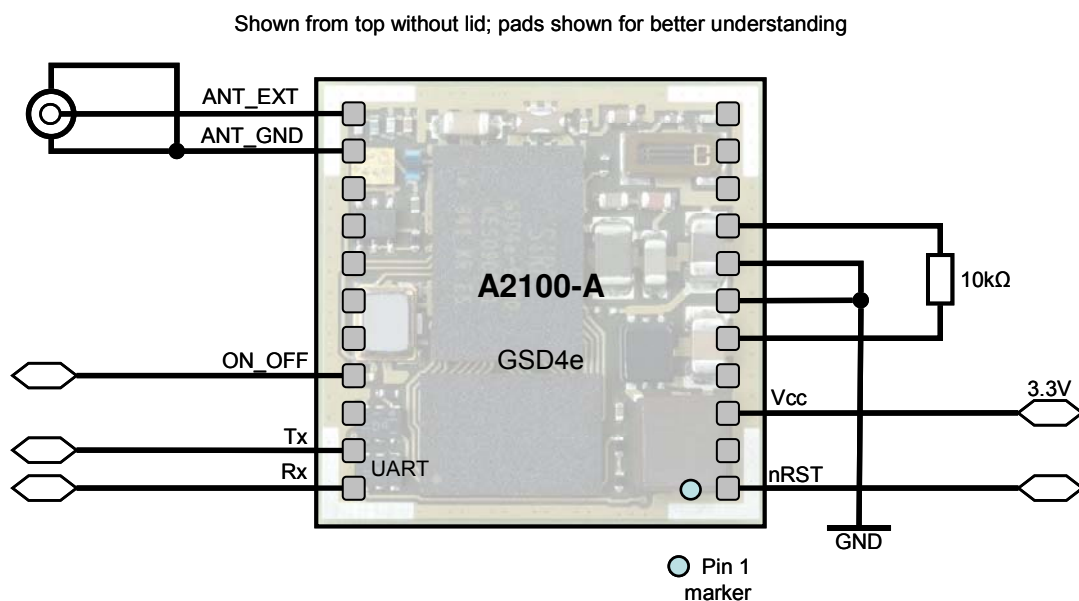 Shown from top without lid; pads shown for better understanding
ANT_EXT
ANT_GND
10kΩ
A2100-A
GSD4e
ON_OFF
Vcc
3.3V
Tx
UART
Rx
nRST
GND
Pin 1
marker